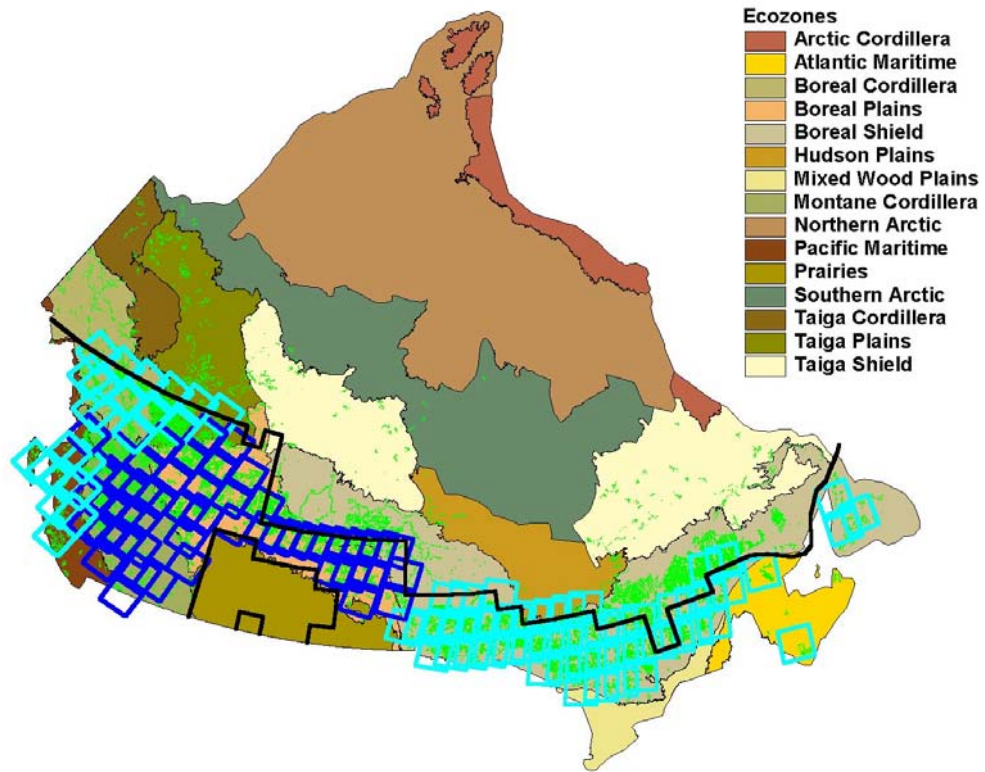 Ecozones
Arctic Cordillera
Atlantic Maritime
Boreal Cordillera
Boreal Plains
Boreal Shield
Hudson Plains
Mixed Wood Plains
Montane Cordillera
Northern Arctic
Pacific Maritime
Prairies
Southern Arctic
Taiga Cordillera
Taiga Plains
Taiga Shield